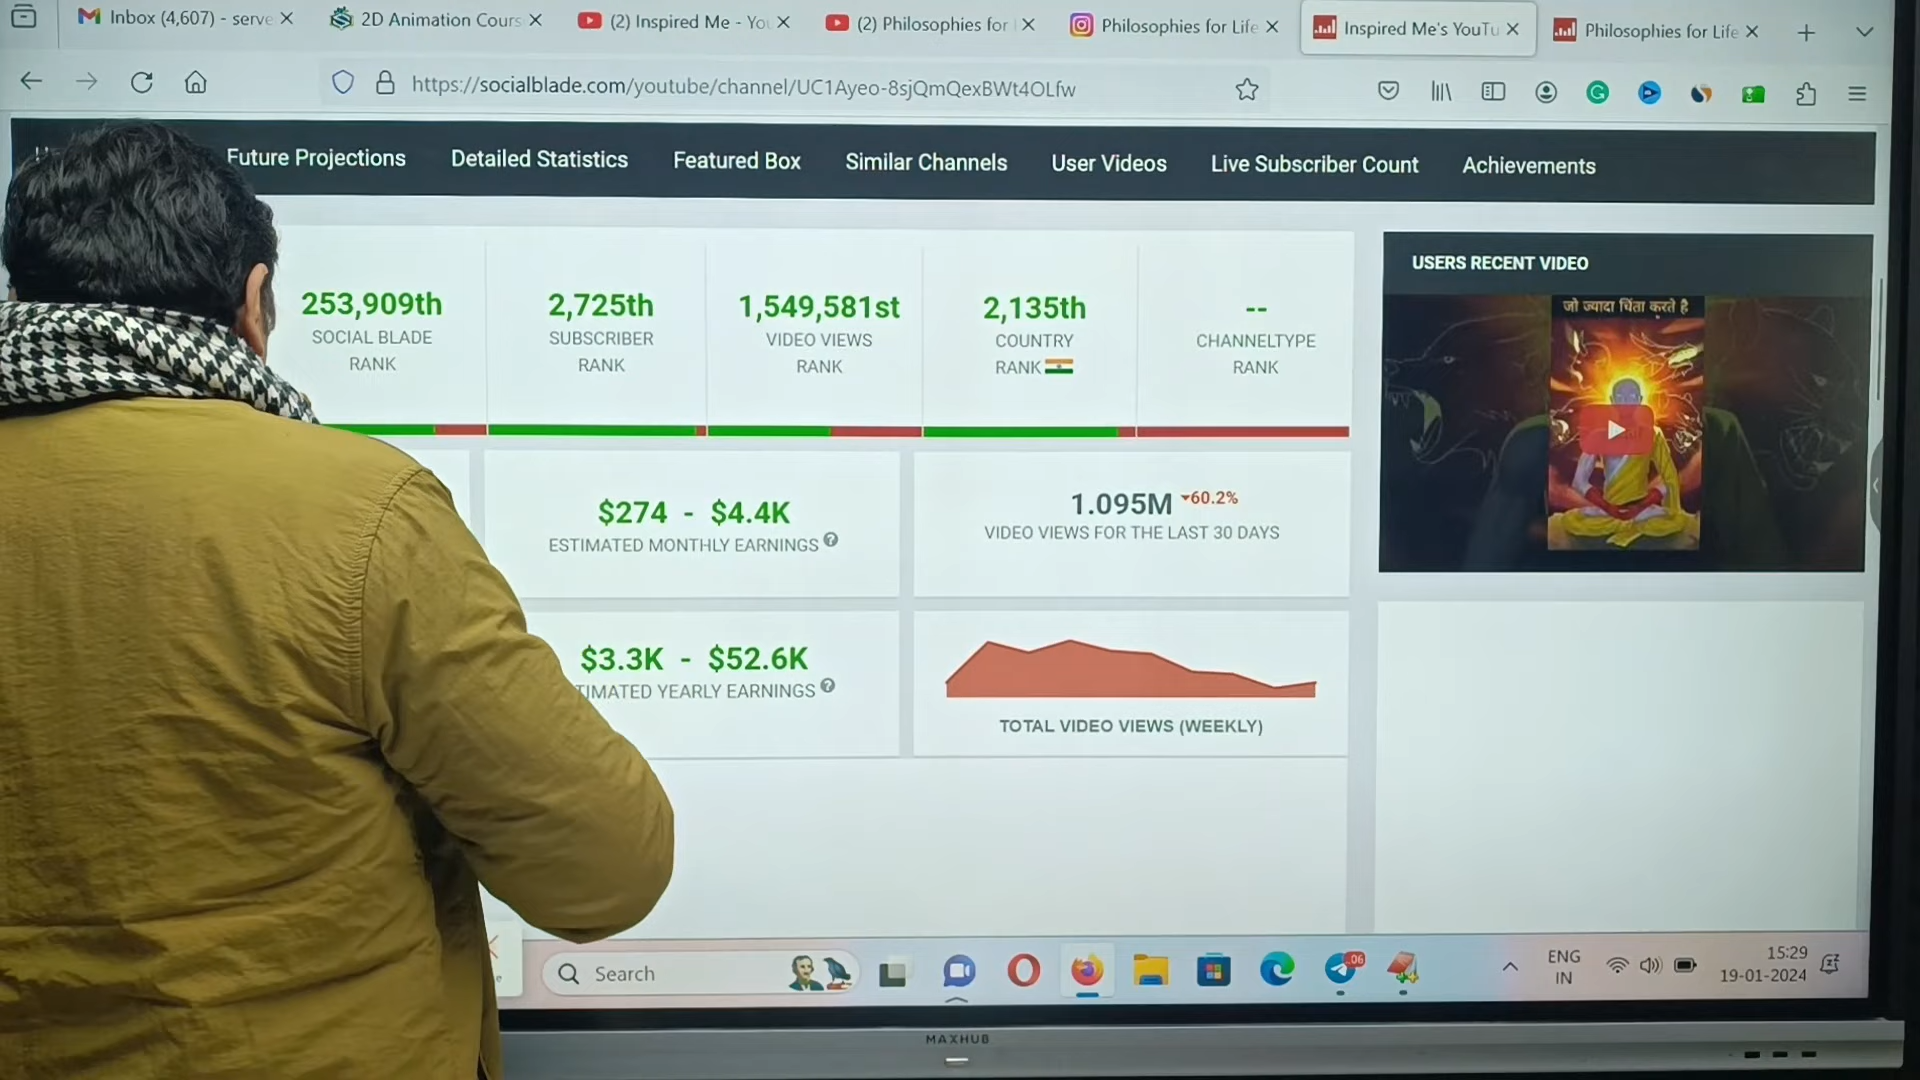 Inbox (4,607) - serve
2D Animation Cours
(2) Inspired Me - You
(2) Philosophies for
Philosophies for Life
Inspired Me's YouTu
Philosophies for Life
https://socialblade.com/youtube/channel/UC1Ayeo-8sjQmQexBWt4OLfw
Future Projections
Detailed Statistics
Featured Box
Similar Channels
User Videos
Live Subscriber Count
Achievements
253,909th
SOCIAL BLADE
RANK
2,725th
SUBSCRIBER
RANK
1,549,581st
VIDEO VIEWS
RANK
2,135th
COUNTRY
RANK
--
CHANNELTYPE
RANK
USERS RECENT VIDEO
जो ज्यादा चिंता करते है
$274 - $4.4K
ESTIMATED MONTHLY EARNINGS
1.095M 60.2%
VIDEO VIEWS FOR THE LAST 30 DAYS
$3.3K - $52.6K
TIMATED YEARLY EARNINGS
TOTAL VIDEO VIEWS (WEEKLY)
Search
..06
ENG
IN
15:29
19-01-2024
MAXHUB